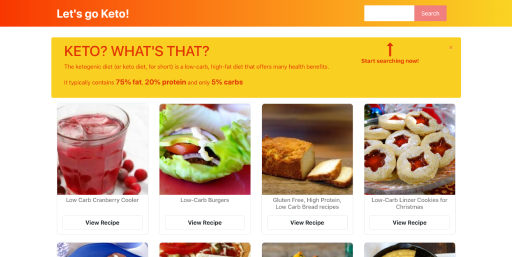 Let's go Keto!
Search
KETO? WHAT'S THAT?
The ketogenic diet (or keto diet, for short) is a low-carb, high-fat diet that offers many health benefits.
It typically contains 75% fat, 20% protein and only 5% carbs
×
Start searching now!
Low Carb Cranberry Cooler
View Recipe
Low-Carb Burgers
View Recipe
Gluten Free, High Protein,
Low Carb Bread recipes
View Recipe
Low-Carb Linzer Cookies for
Christmas
View Recipe